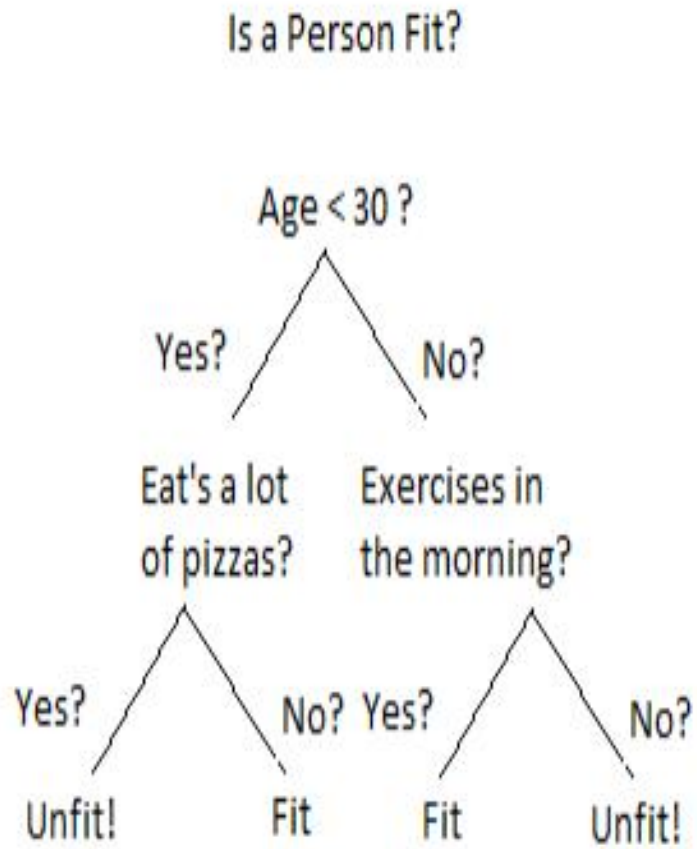 Is a Person Fit?
Age < 30 ?
Yes?
No?
Eat's a lot
of pizzas?
Exercises in
the morning?
Yes?
No?
Yes?
No?
Unfit!
Fit
Fit
Unfit!